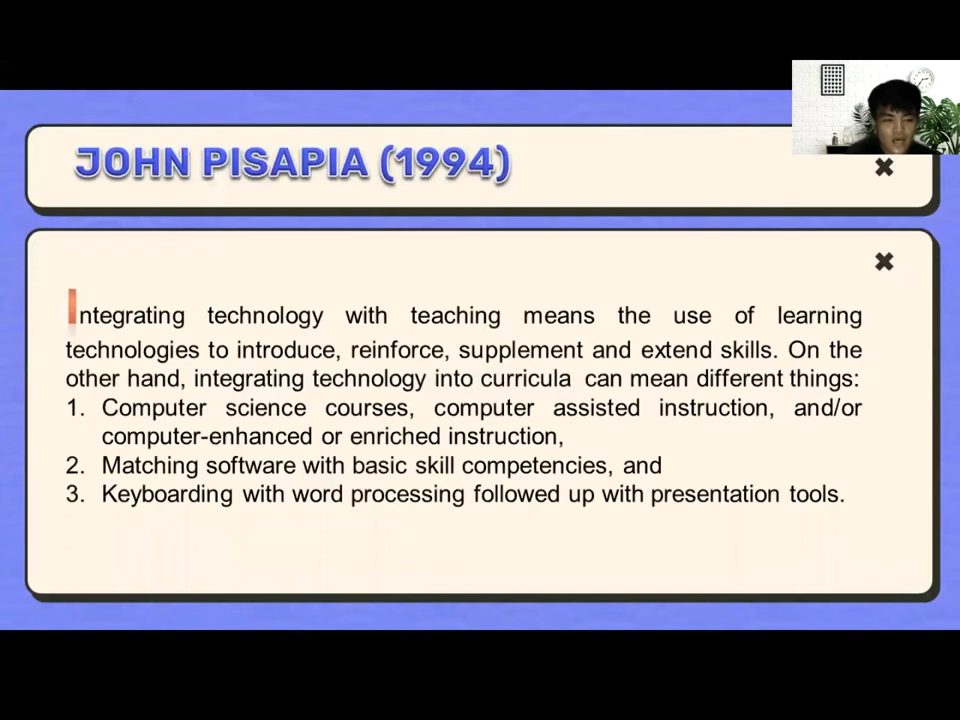 JOHN PISAPIA (1994)
Integrating technology with teaching means the use of learning
technologies to introduce, reinforce, supplement and extend skills. On the
other hand, integrating technology into curricula can mean different things:
1. Computer science courses, computer assisted instruction, and/or
computer-enhanced or enriched instruction,
2. Matching software with basic skill competencies, and
3. Keyboarding with word processing followed up with presentation tools.